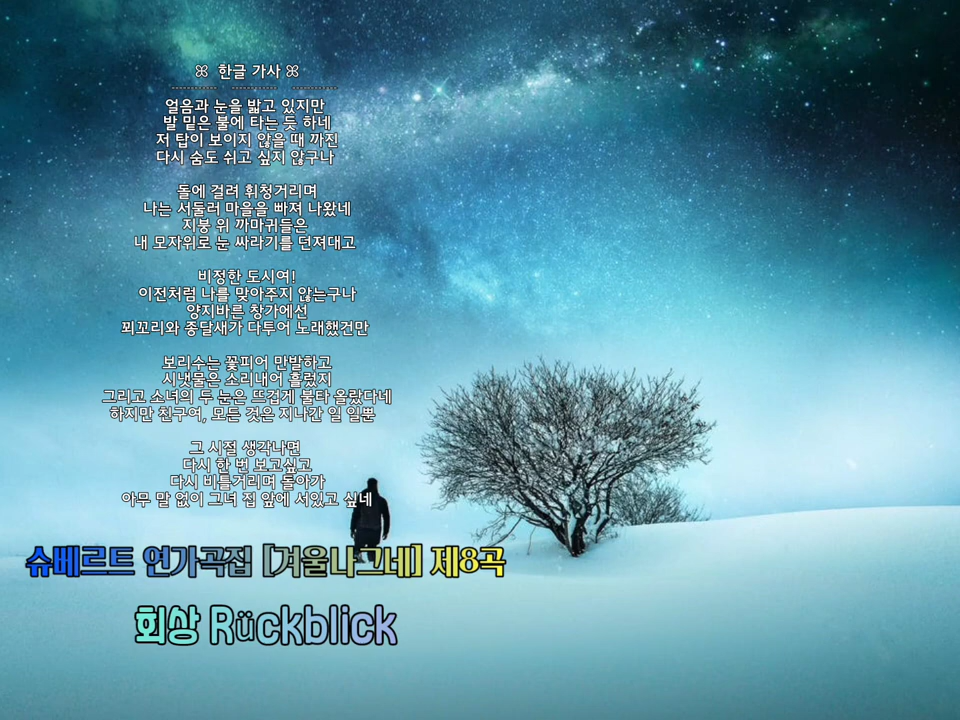 ꕤ 한글 가사 ꕤ
얼음과 눈을 밟고 있지만
발 밑은 불에 타는 듯 하네
저 탑이 보이지 않을 때 까진
다시 숨도 쉬고 싶지 않구나
돌에 걸려 휘청거리며
나는 서둘러 마을을 빠져 나왔네
지붕 위 까마귀들은
내 모자위로 눈 싸라기를 던져대고
비정한 도시여!
이전처럼 나를 맞아주지 않는구나
양지바른 창가에선
꾀꼬리와 종달새가 다투어 노래했건만
보리수는 꽃피어 만발하고
시냇물은 소리내어 흘렀지
그리고 소녀의 두 눈은 뜨겁게 불타 올랐다네
하지만 친구여, 모든 것은 지나간 일 일뿐
그 시절 생각나면
다시 한 번 보고싶고
다시 비틀거리며 돌아가
아무 말 없이 그녀 집 앞에 서있고 싶네
슈베르트 연가곡집 [겨울나그네] 제8곡
회상 Rückblick